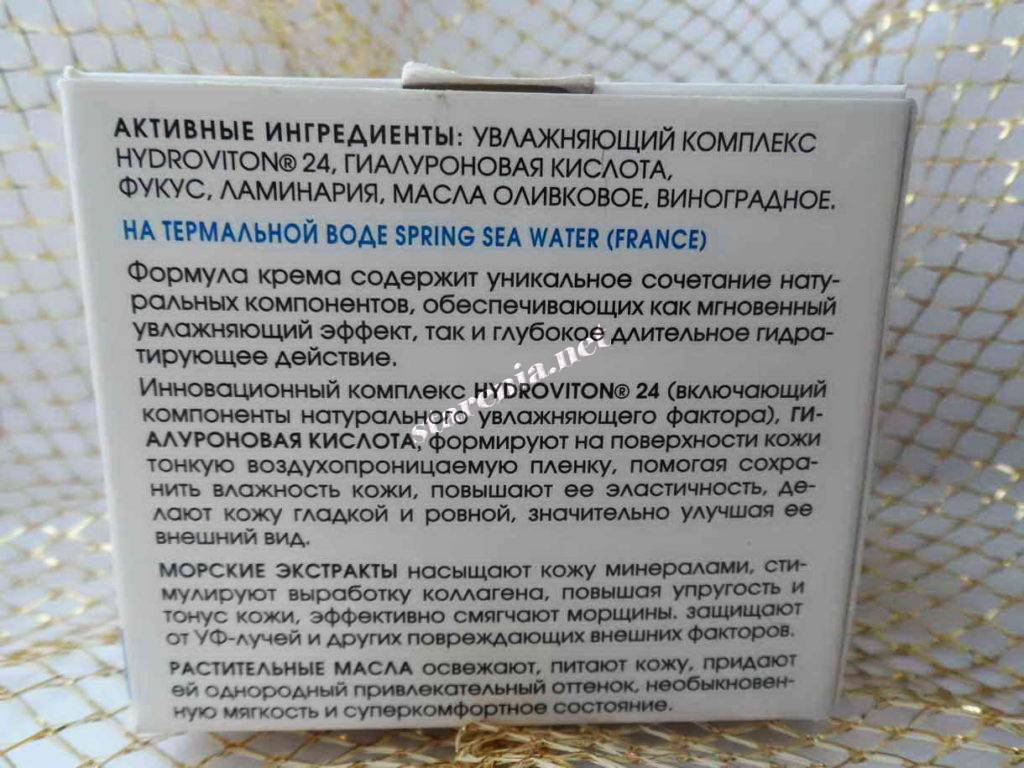 АКТИВНЫЕ ИНГРЕДИЕНТЫ: УВЛАЖНЯЮЩИЙ КОМПЛЕКС
HYDROVITON® 24, ГИАЛУРОНОВАЯ КИСЛОТА,
ФУКУС, ЛАМИНАРИЯ, МАСЛА ОЛИВКОВОЕ, ВИНОГРАДНОЕ.
НА ТЕРМАЛЬНОЙ ВОДЕ SPRING SEA WATER (FRANCE)
Формула крема содержит уникальное сочетание нату-
ральных компонентов, обеспечивающих как мгновенный
увлажняющий эффект, так и глубокое длительное гидра-
тирующее действие.
Инновационный комплекс HYDROVITON® 24 (включающий
компоненты натурального увлажняющего фактора), ГИ-
АЛУРОНОВАЯ КИСЛОТА, формируют на поверхности кожи
тонкую воздухопроницаемую пленку, помогая сохра-
нить влажность кожи, повышают ее эластичность, де-
лают кожу гладкой и ровной, значительно улучшая ее
внешний вид.
МОРСКИЕ ЭКСТРАКТЫ насыщают кожу минералами, сти-
мулируют выработку коллагена, повышая упругость и
тонус кожи, эффективно смягчают морщины. защищают
от УФ-лучей и других повреждающих внешних факторов.
РАСТИТЕЛЬНЫЕ МАСЛА освежают, питают кожу, придают
ей однородный привлекательный оттенок, необыкновен-
ную мягкость и суперкомфортное состояние.